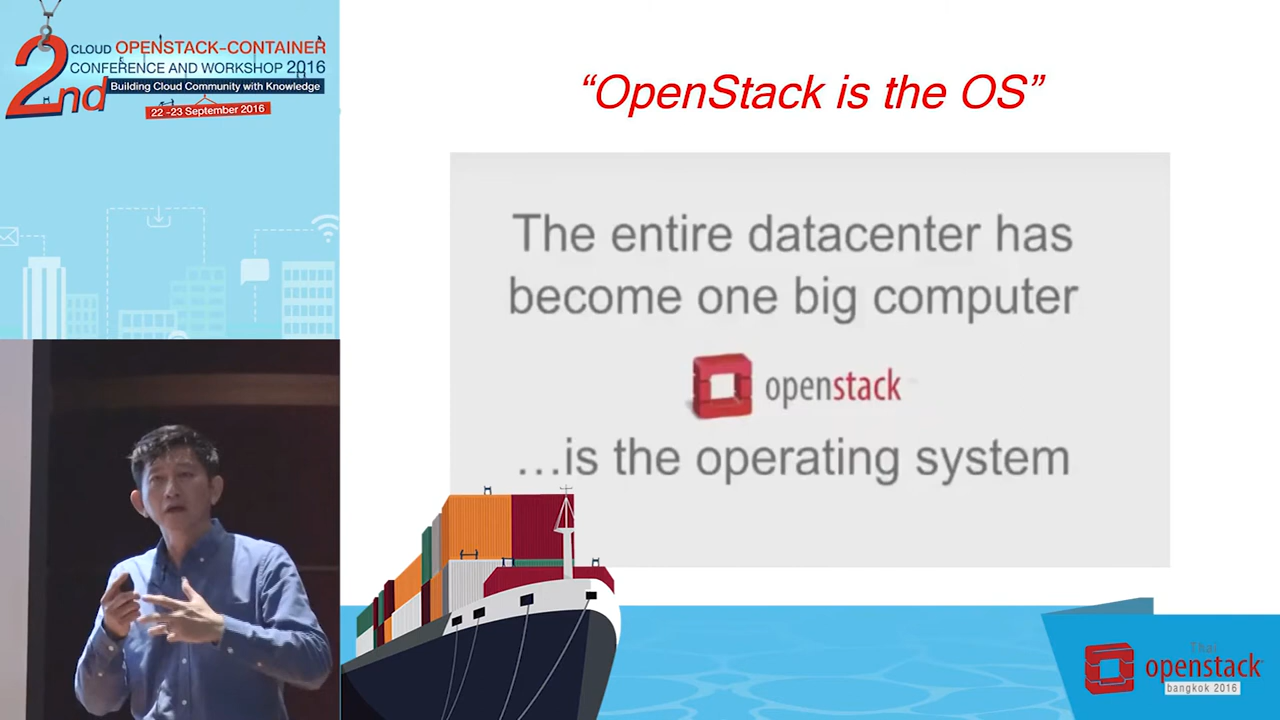 2nd
CLOUD OPENSTACK-CONTAINER
CONFERENCE AND WORKSHOP 2016
Building Cloud Community with Knowledge
22 -23 September 2016
“OpenStack is the OS”
The entire datacenter has
become one big computer
openstack
...is the operating system
Thai
openstack
bangkok 2016